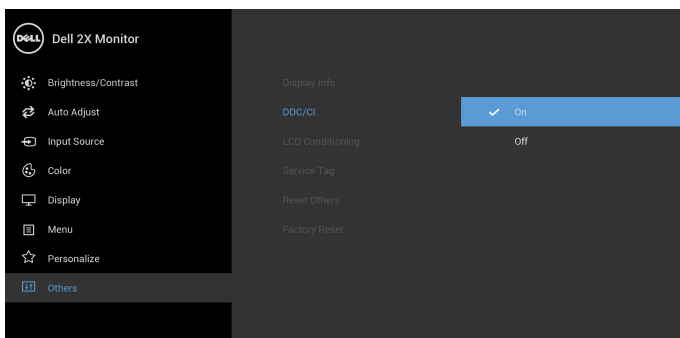 DELL
Dell 2X Monitor
Brightness/Contrast
Auto Adjust
Input Source
Color
Display
Menu
Personalize
Others
Display Info
DDC/CI
LCD Conditioning
Service Tag
Reset Others
Factory Reset
On
Off